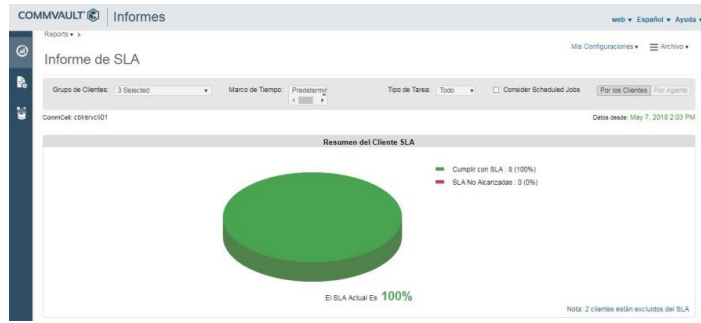 COMMVAULT Informes
web Español Ayuda
Reports
Mis Configuraciones Archivo
Informe de SLA
Grupo de Clientes: 3 Selected Marco de Tiempo: Predetermir Tipo de Tarea: Todo Consider Scheduled Jobs Por los Clientes Por Agente
CommCell: cbksrvcll01 Datos desde: May 7, 2018 2:03 PM
Resumen del Cliente SLA
Cumplir con SLA : 6 (100%)
SLA No Alcanzadas : 0 (0%)
El SLA Actual Es 100%
Nota: 2 clientes están excluidos del SLA